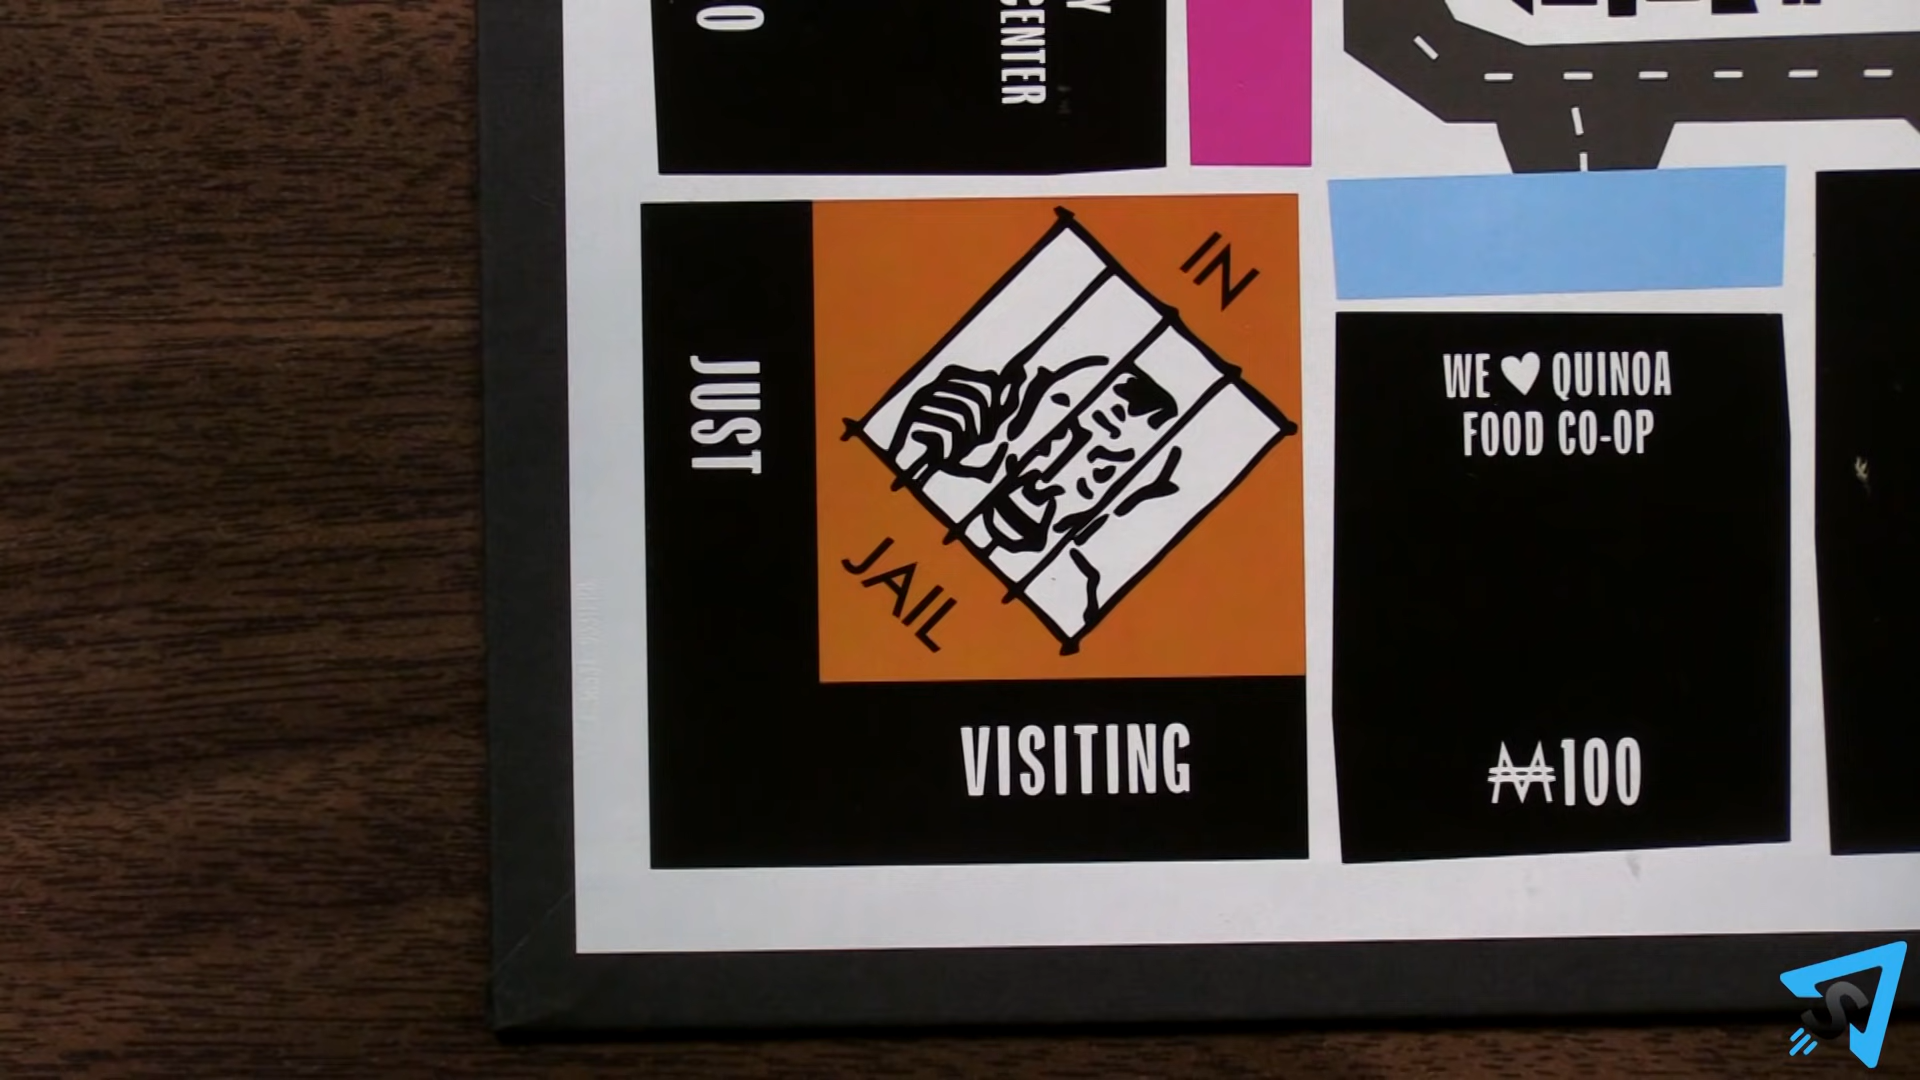 CENTER
IN
JAIL
JUST
VISITING
WE ♥ QUINOA
FOOD CO-OP
100